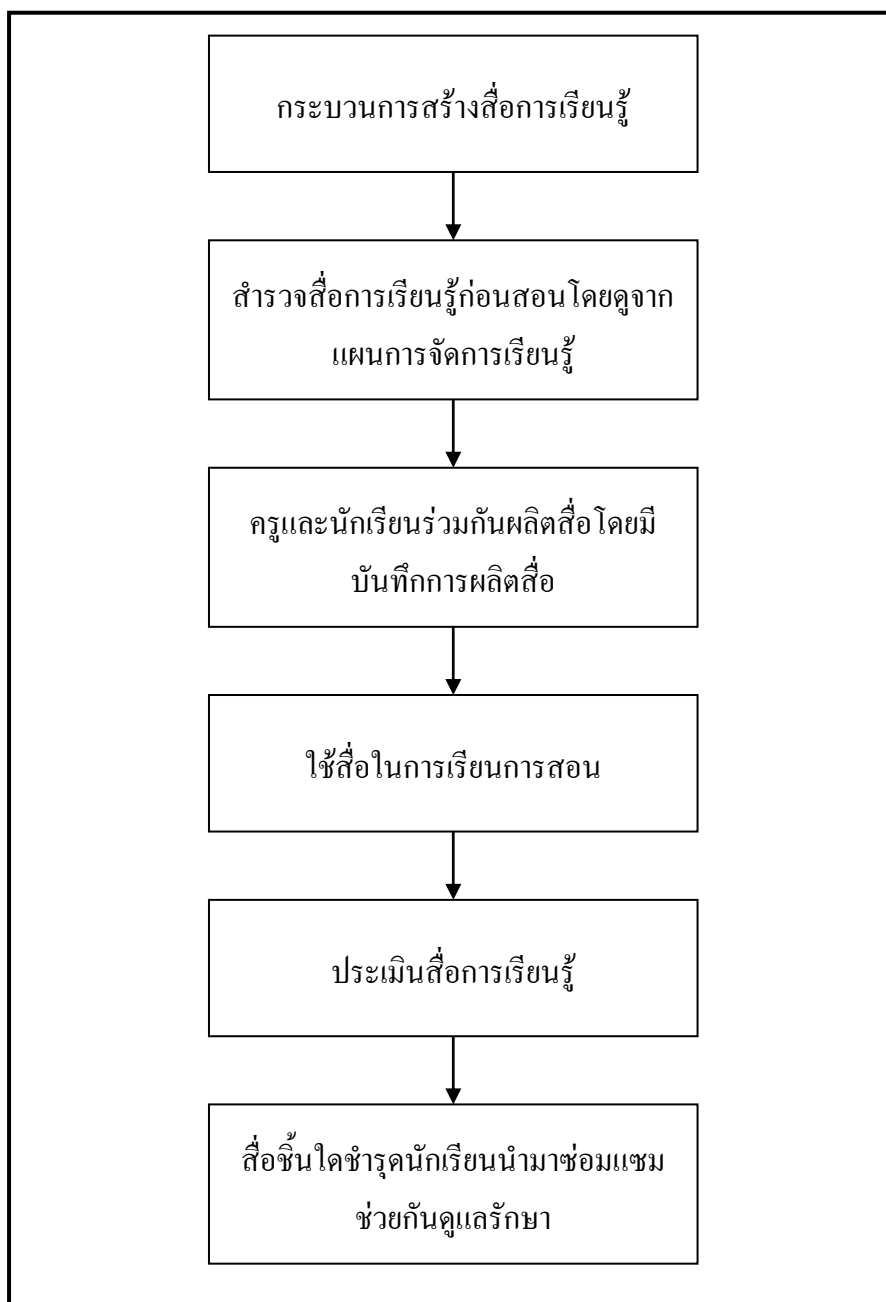 กระบวนการสร้างสื่อการเรียนรู้
สำรวจสื่อการเรียนรู้ก่อนสอนโดยดูจาก
แผนการจัดการเรียนรู้
ครูและนักเรียนร่วมกันผลิตสื่อโดยมี
บันทึกการผลิตสื่อ
ใช้สื่อในการเรียนการสอน
ประเมินสื่อการเรียนรู้
สื่อชิ้นใดชำรุดนักเรียนนำมาซ่อมแซม
ช่วยกันดูแลรักษา